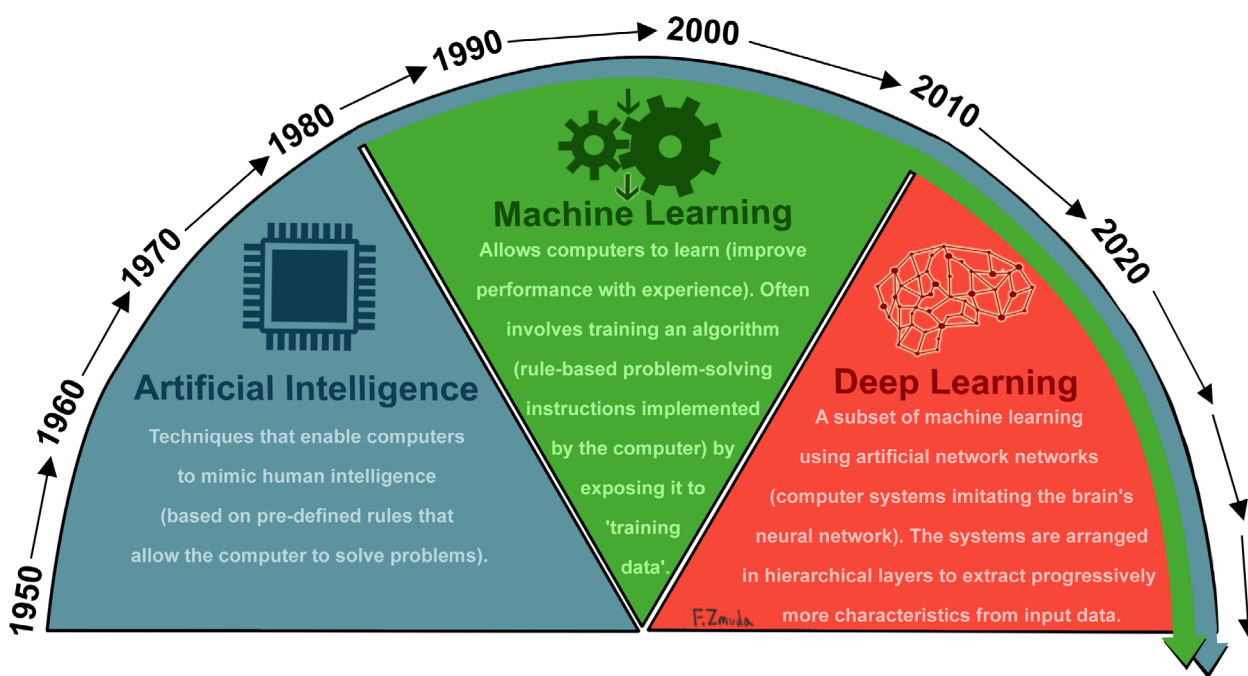 1950
1960
1970
1980
1990
2000
2010
2020
Artificial Intelligence
Techniques that enable computers
to mimic human intelligence
(based on pre-defined rules that
allow the computer to solve problems).
Machine Learning
Allows computers to learn (improve
performance with experience). Often
involves training an algorithm
(rule-based problem-solving
instructions implemented
by the computer) by
exposing it to
'training
data'.
Deep Learning
A subset of machine learning
using artificial network networks
(computer systems imitating the brain's
neural network). The systems are arranged
in hierarchical layers to extract progressively
more characteristics from input data.
F.Zmuda